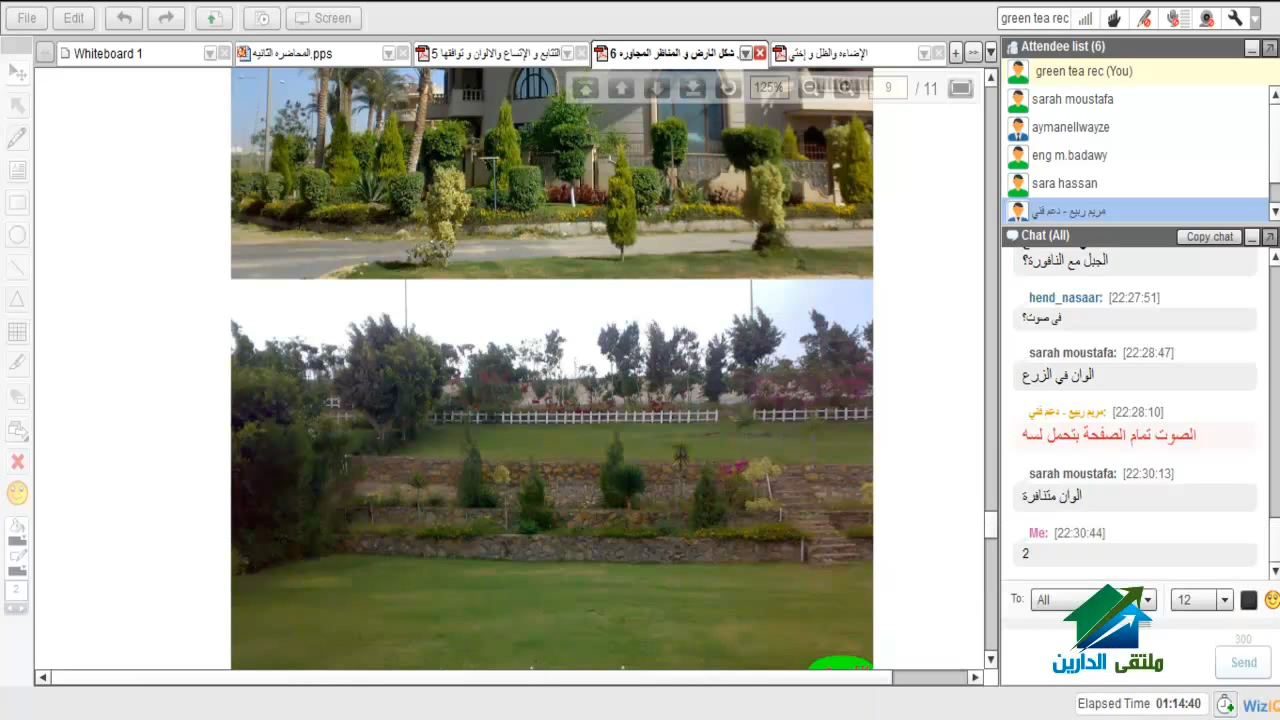 File
Edit
Screen
green tea rec
Whiteboard 1
المحاضره الثانيه.pps
التتابع و الإتساع والالوان و توافقها 5
شكل الارض و المناظر المجاوره 6
الإضاءه والظل و إختي
125%
9 / 11
Attendee list (6)
green tea rec (You)
sarah moustafa
aymanellwayze
eng m.badawy
sara hassan
مريم ربيع - دعم فني
Chat (All)
Copy chat
الجبل مع النافورة؟
hend_nasaar: [22:27:51]
فى صوت؟
sarah moustafa: [22:28:47]
الوان في الزرع
مريم ربيع - دعم فني: [22:28:10]
الصوت تمام الصفحة بتحمل لسه
sarah moustafa: [22:30:13]
الوان متنافرة
Me: [22:30:44]
2
To: All
12
300
Send
ملتقى الدارين
2
Elapsed Time 01:14:40
WizIQ